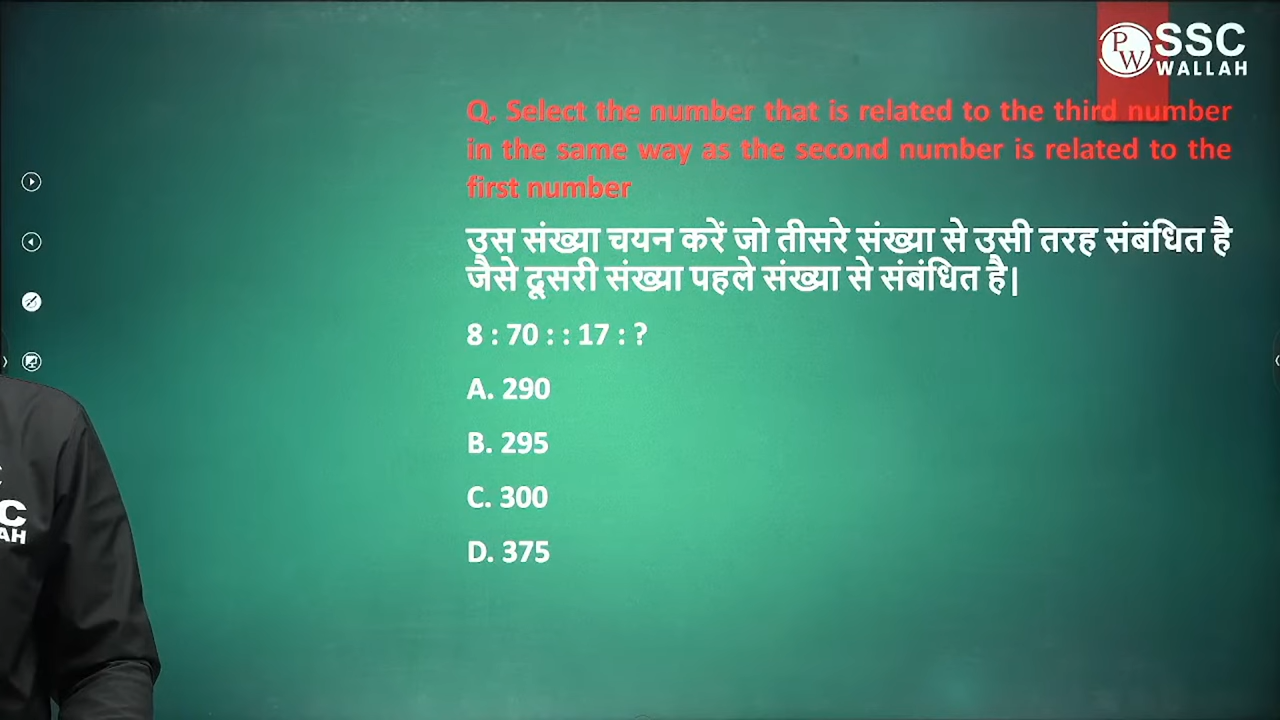 PW SSC
WALLAH
Q. Select the number that is related to the third number
in the same way as the second number is related to the
first number
उस संख्या चयन करें जो तीसरे संख्या से उसी तरह संबंधित है
जैसे दूसरी संख्या पहले संख्या से संबंधित है|
8 : 70 : : 17 : ?
A. 290
B. 295
C. 300
D. 375
C
AH